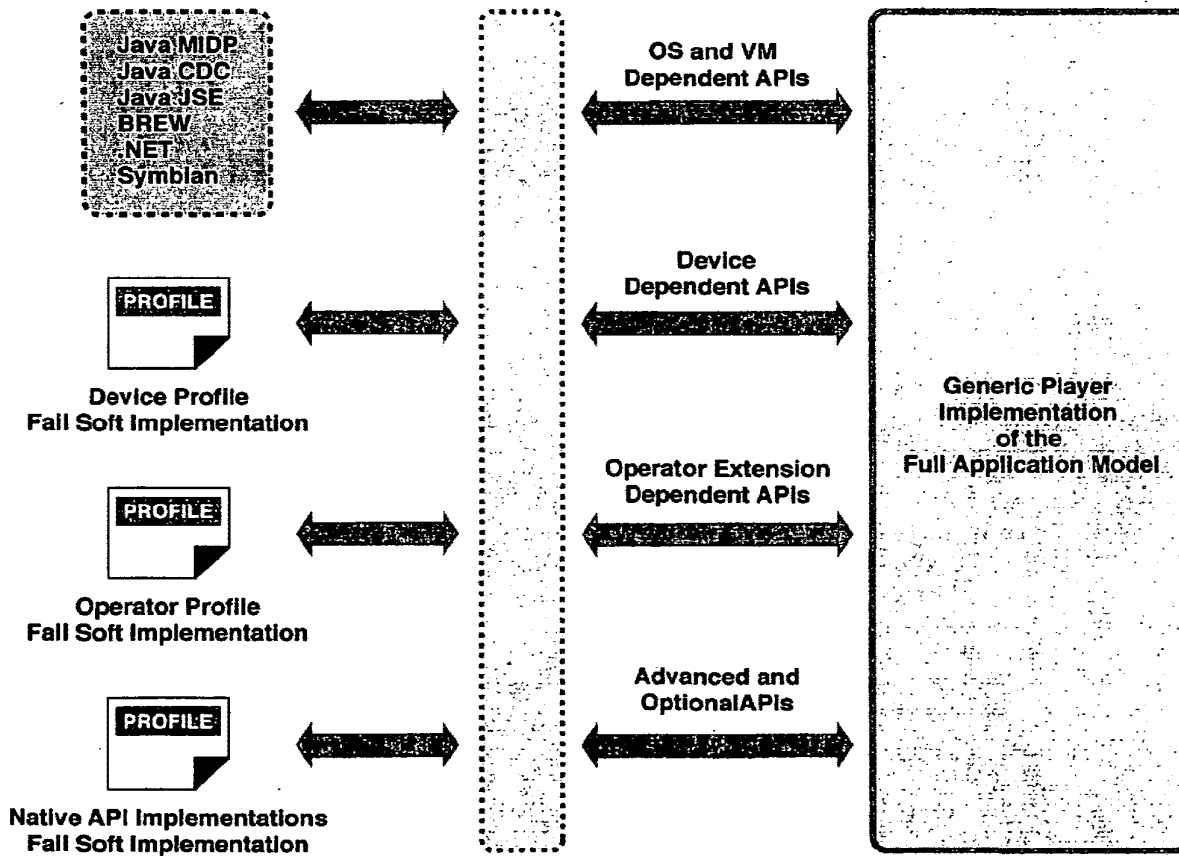 Java MIDP
Java CDC
Java JSE
BREW
.NET
Symbian
OS and VM
Dependent APIs
PROFILE
Device Profile
Fail Soft Implementation
Device
Dependent APIs
PROFILE
Operator Profile
Fail Soft Implementation
Operator Extension
Dependent APIs
PROFILE
Native API Implementations
Fail Soft Implementation
Advanced and
OptionalAPIs
Generic Player
Implementation
of the
Full Application Model